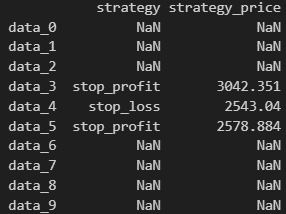 strategy strategy_price
data_0 NaN NaN
data_1 NaN NaN
data_2 NaN NaN
data_3 stop_profit 3042.351
data_4 stop_loss 2543.04
data_5 stop_profit 2578.884
data_6 NaN NaN
data_7 NaN NaN
data_8 NaN NaN
data_9 NaN NaN